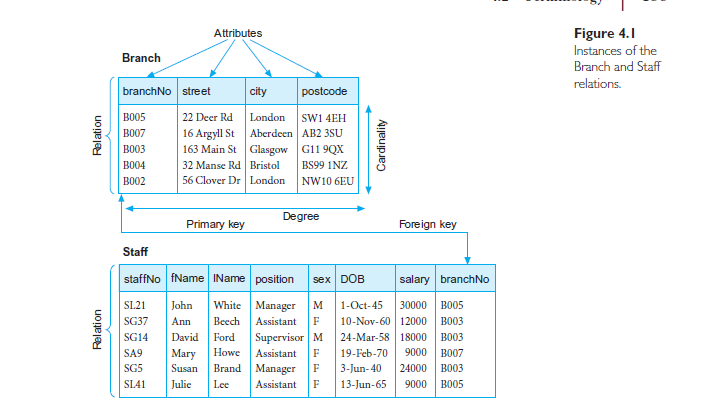 Figure 4.1
Instances of the
Branch and Staff
relations.
Attributes
Branch
branchNo street city postcode
B005 22 Deer Rd London SW1 4EH
B007 16 Argyll St Aberdeen AB2 3SU
B003 163 Main St Glasgow G11 9QX
B004 32 Manse Rd Bristol BS99 1NZ
B002 56 Clover Dr London NW10 6EU
Relation
Cardinality
Degree
Primary key Foreign key
Staff
staffNo fName lName position sex DOB salary branchNo
SL21 John White Manager M 1-Oct-45 30000 B005
SG37 Ann Beech Assistant F 10-Nov-60 12000 B003
SG14 David Ford Supervisor M 24-Mar-58 18000 B003
SA9 Mary Howe Assistant F 19-Feb-70 9000 B007
SG5 Susan Brand Manager F 3-Jun-40 24000 B003
SL41 Julie Lee Assistant F 13-Jun-65 9000 B005
Relation